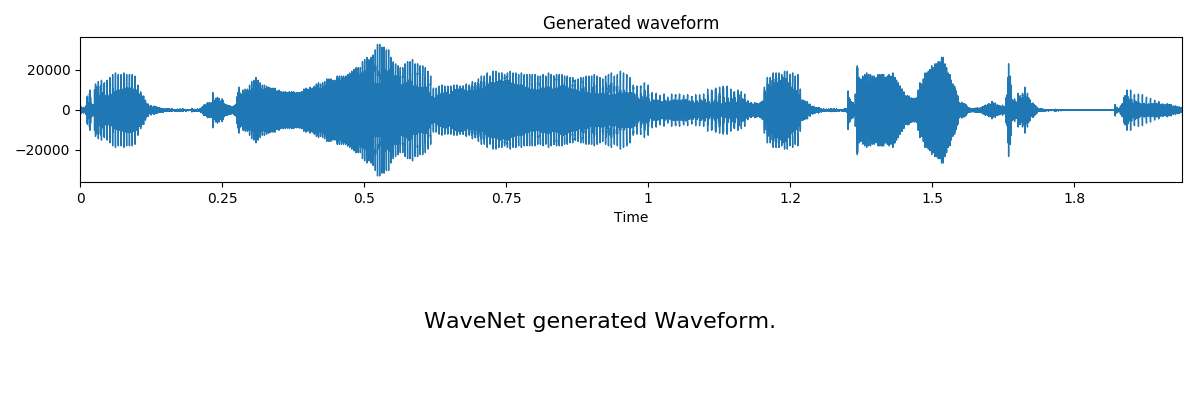 Generated waveform
20000
0
−20000
0 0.25 0.5 0.75 1 1.2 1.5 1.8
Time
WaveNet generated Waveform.